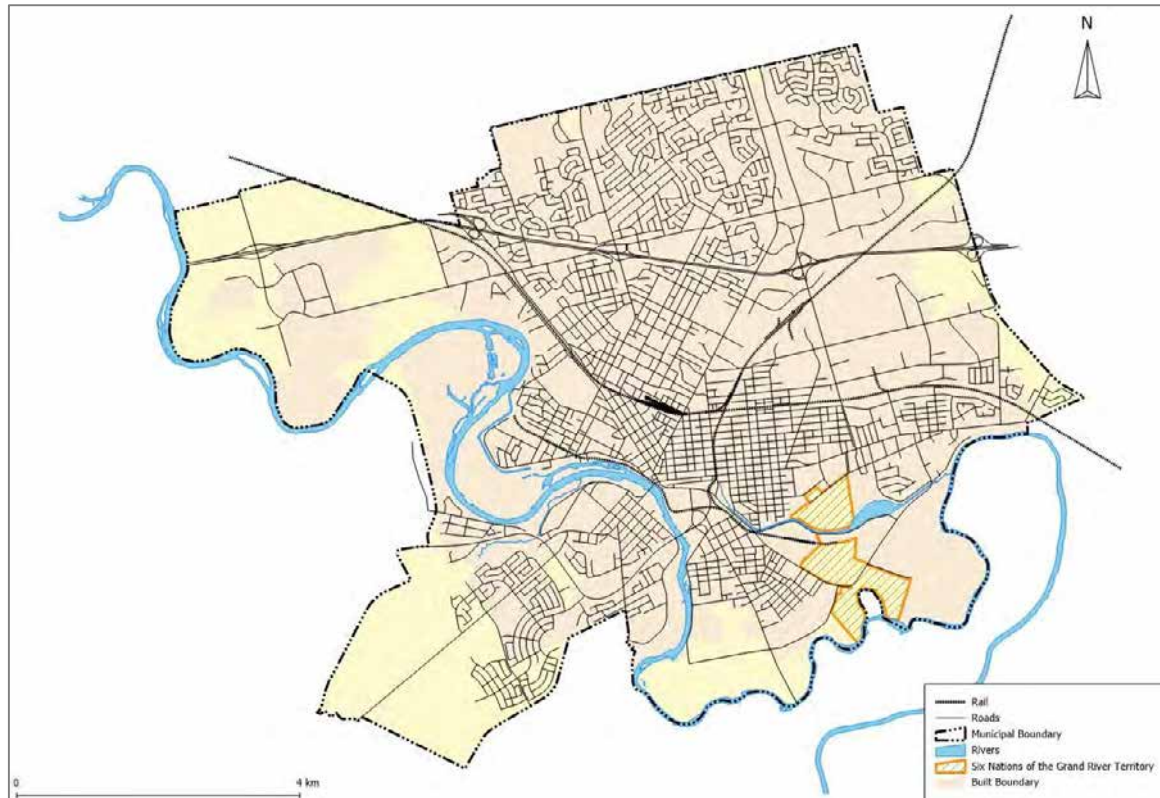 N
Rail
Roads
Municipal Boundary
Rivers
Six Nations of the Grand River Territory
Built Boundary
0 4 km